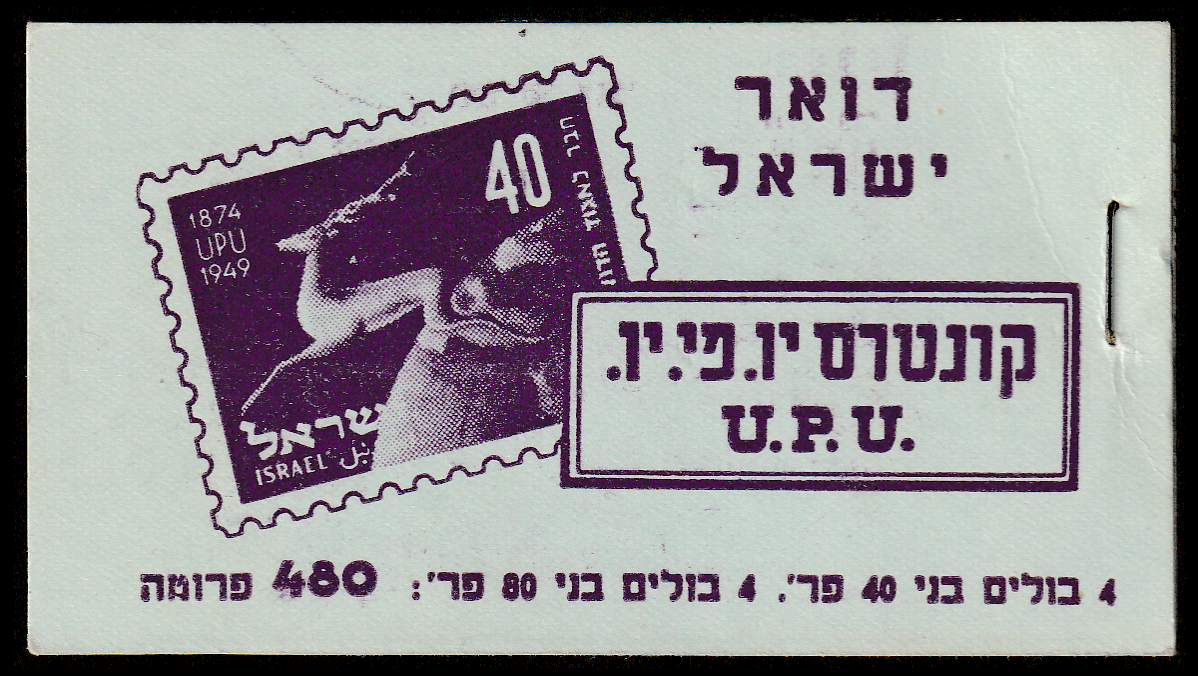 דואר
ישראל
1874
UPU
1949
40
ישראל
ISRAEL
קונטרס יו.פי.יו.
U.P.U.
4 בולים בני 40 פר'. 4 בולים בני 80 פר': 480 פרוטה